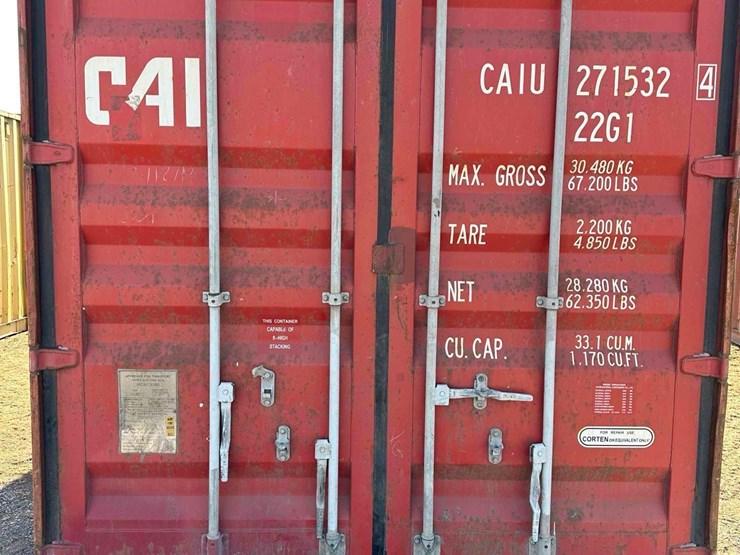 CAI
CAIU 271532 4
22G1
MAX. GROSS 30.480 KG
67.200 LBS
TARE 2.200 KG
4.850 LBS
NET 28.280 KG
62.350 LBS
CU. CAP. 33.1 CU.M.
1.170 CU.FT.
THIS CONTAINER
CAPABLE OF
STACKING
FOR REPAIR USE
CORTEN OR EQUIVALENT ONLY